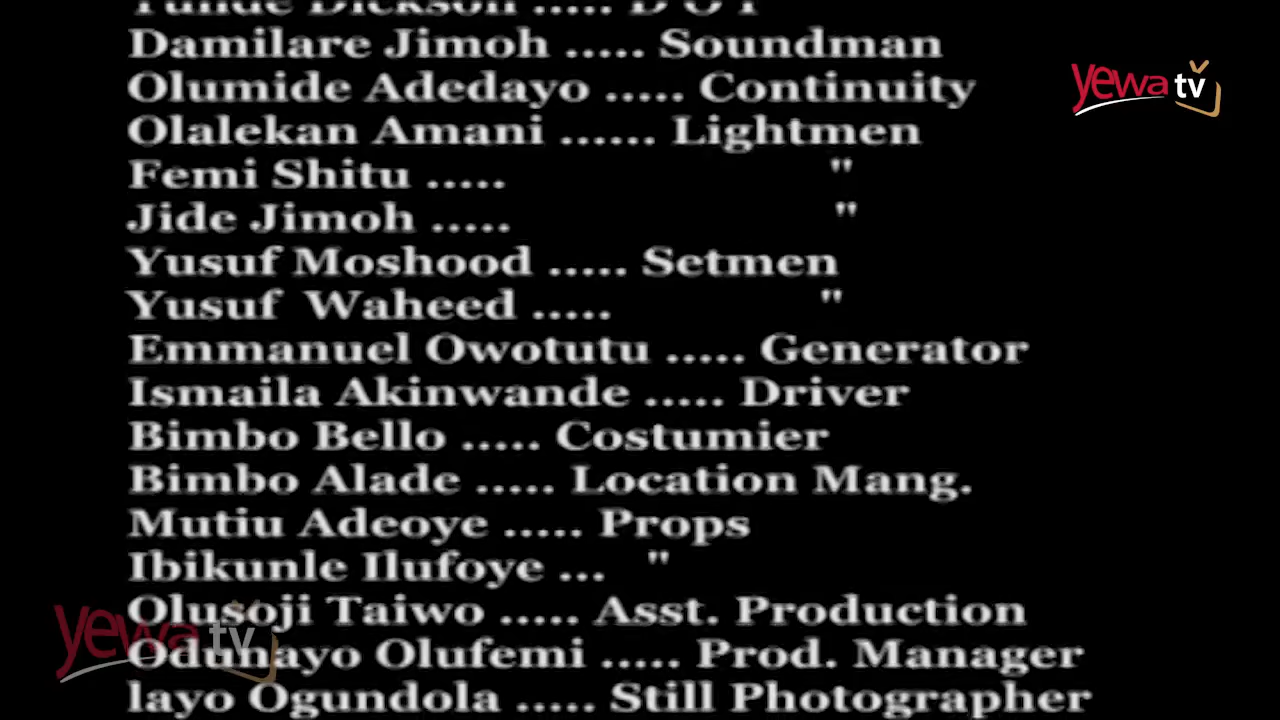 Tunde Dickson ..... D O P
Damilare Jimoh ..... Soundman
Olumide Adedayo ..... Continuity
Olalekan Amani ...... Lightmen
Femi Shitu ..... "
Jide Jimoh ..... "
Yusuf Moshood ..... Setmen
Yusuf Waheed ..... "
Emmanuel Owotutu ..... Generator
Ismaila Akinwande ..... Driver
Bimbo Bello ..... Costumier
Bimbo Alade ..... Location Mang.
Mutiu Adeoye ..... Props
Ibikunle Ilufoye ... "
Olusoji Taiwo ..... Asst. Production
Odunayo Olufemi ..... Prod. Manager
layo Ogundola ..... Still Photographer
yewa tv
yewa tv